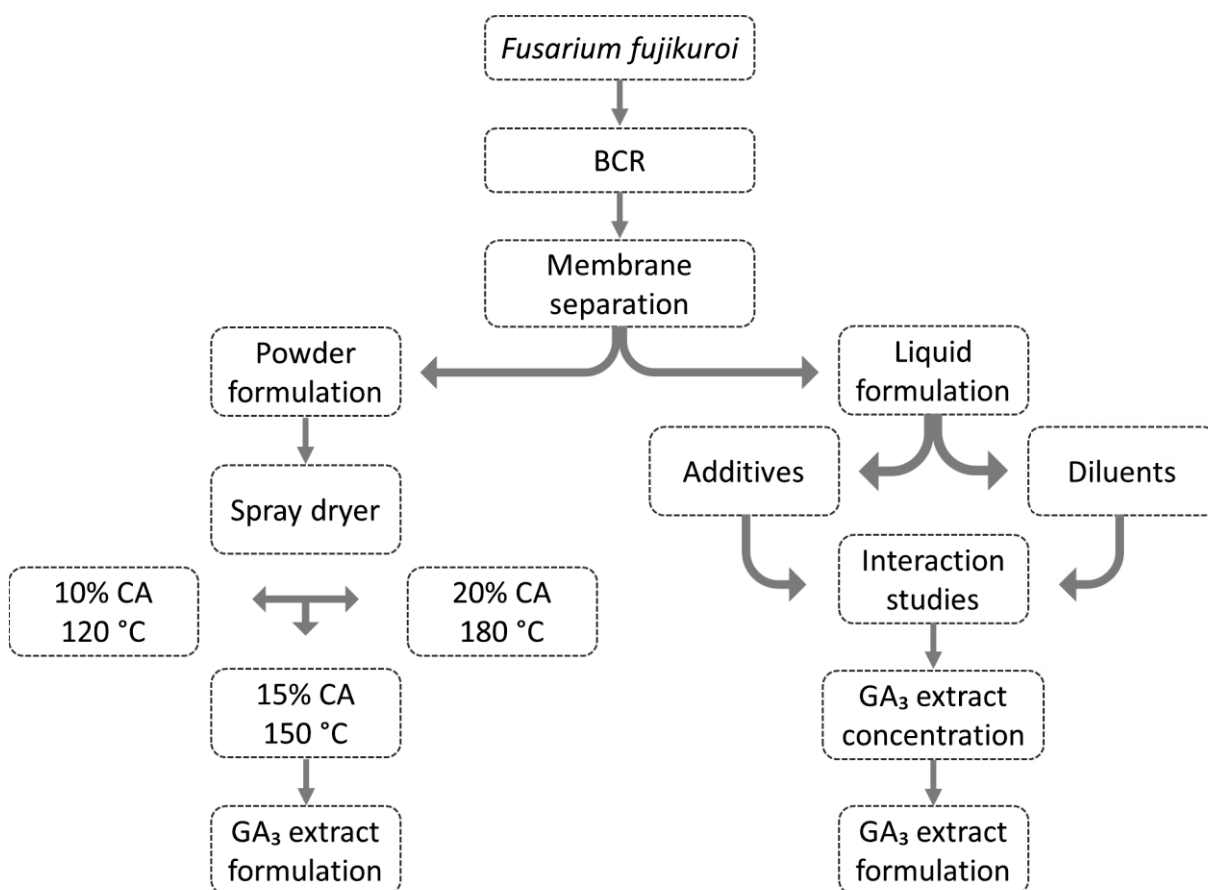 Fusarium fujikuroi
BCR
Membrane
separation
Powder
formulation
Liquid
formulation
Spray dryer
Additives
Diluents
10% CA
120 °C
20% CA
180 °C
Interaction
studies
15% CA
150 °C
GA₃ extract
concentration
GA₃ extract
formulation
GA₃ extract
formulation